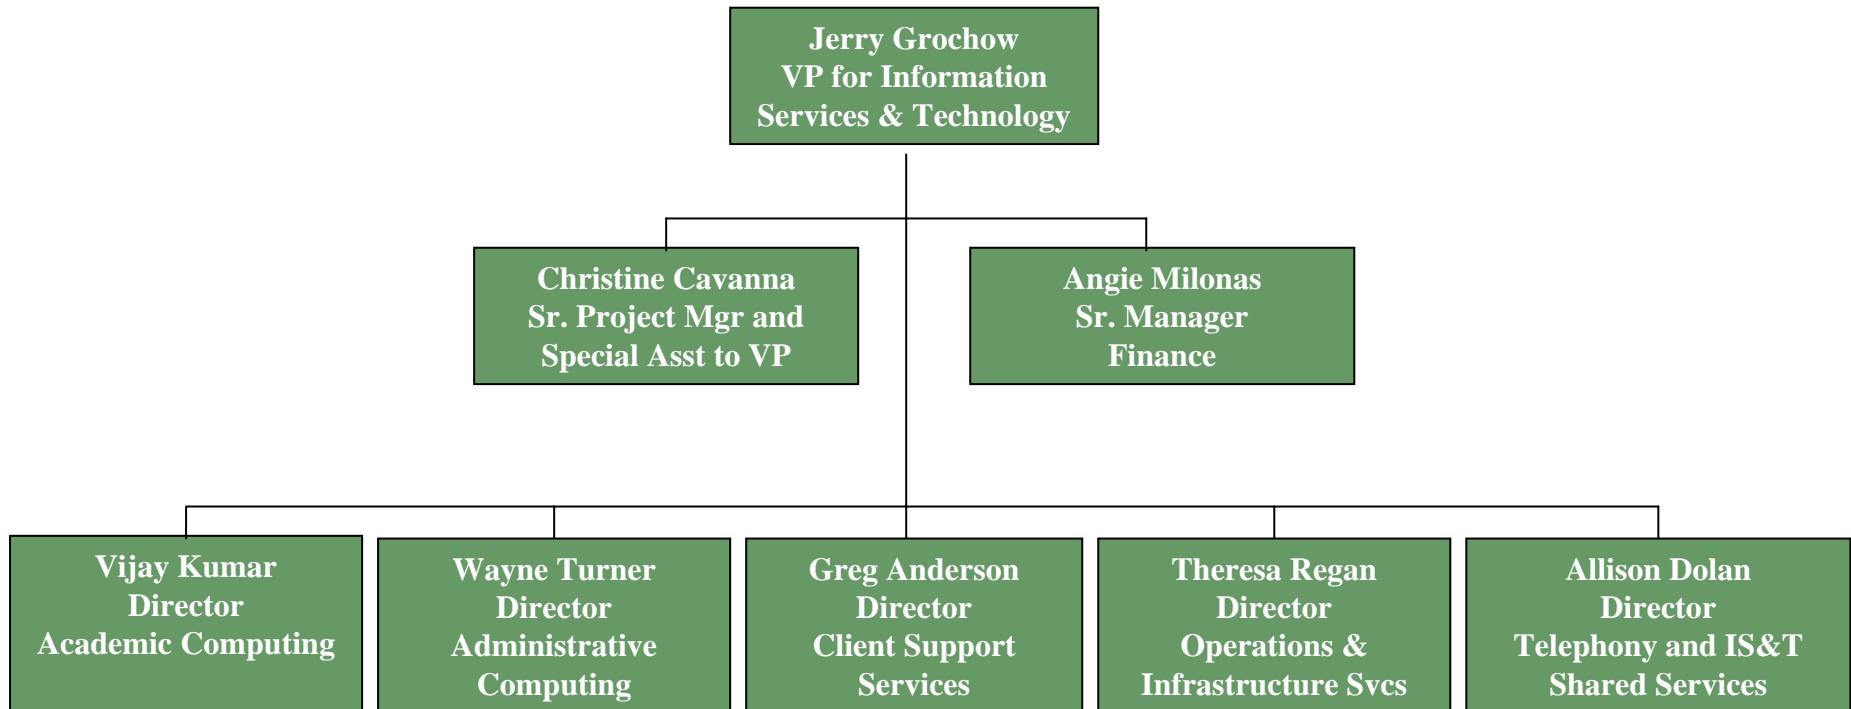 Jerry Grochow
VP for Information
Services & Technology
Christine Cavanna
Sr. Project Mgr and
Special Asst to VP
Angie Milonas
Sr. Manager
Finance
Vijay Kumar
Director
Academic Computing
Wayne Turner
Director
Administrative
Computing
Greg Anderson
Director
Client Support
Services
Theresa Regan
Director
Operations &
Infrastructure Svcs
Allison Dolan
Director
Telephony and IS&T
Shared Services